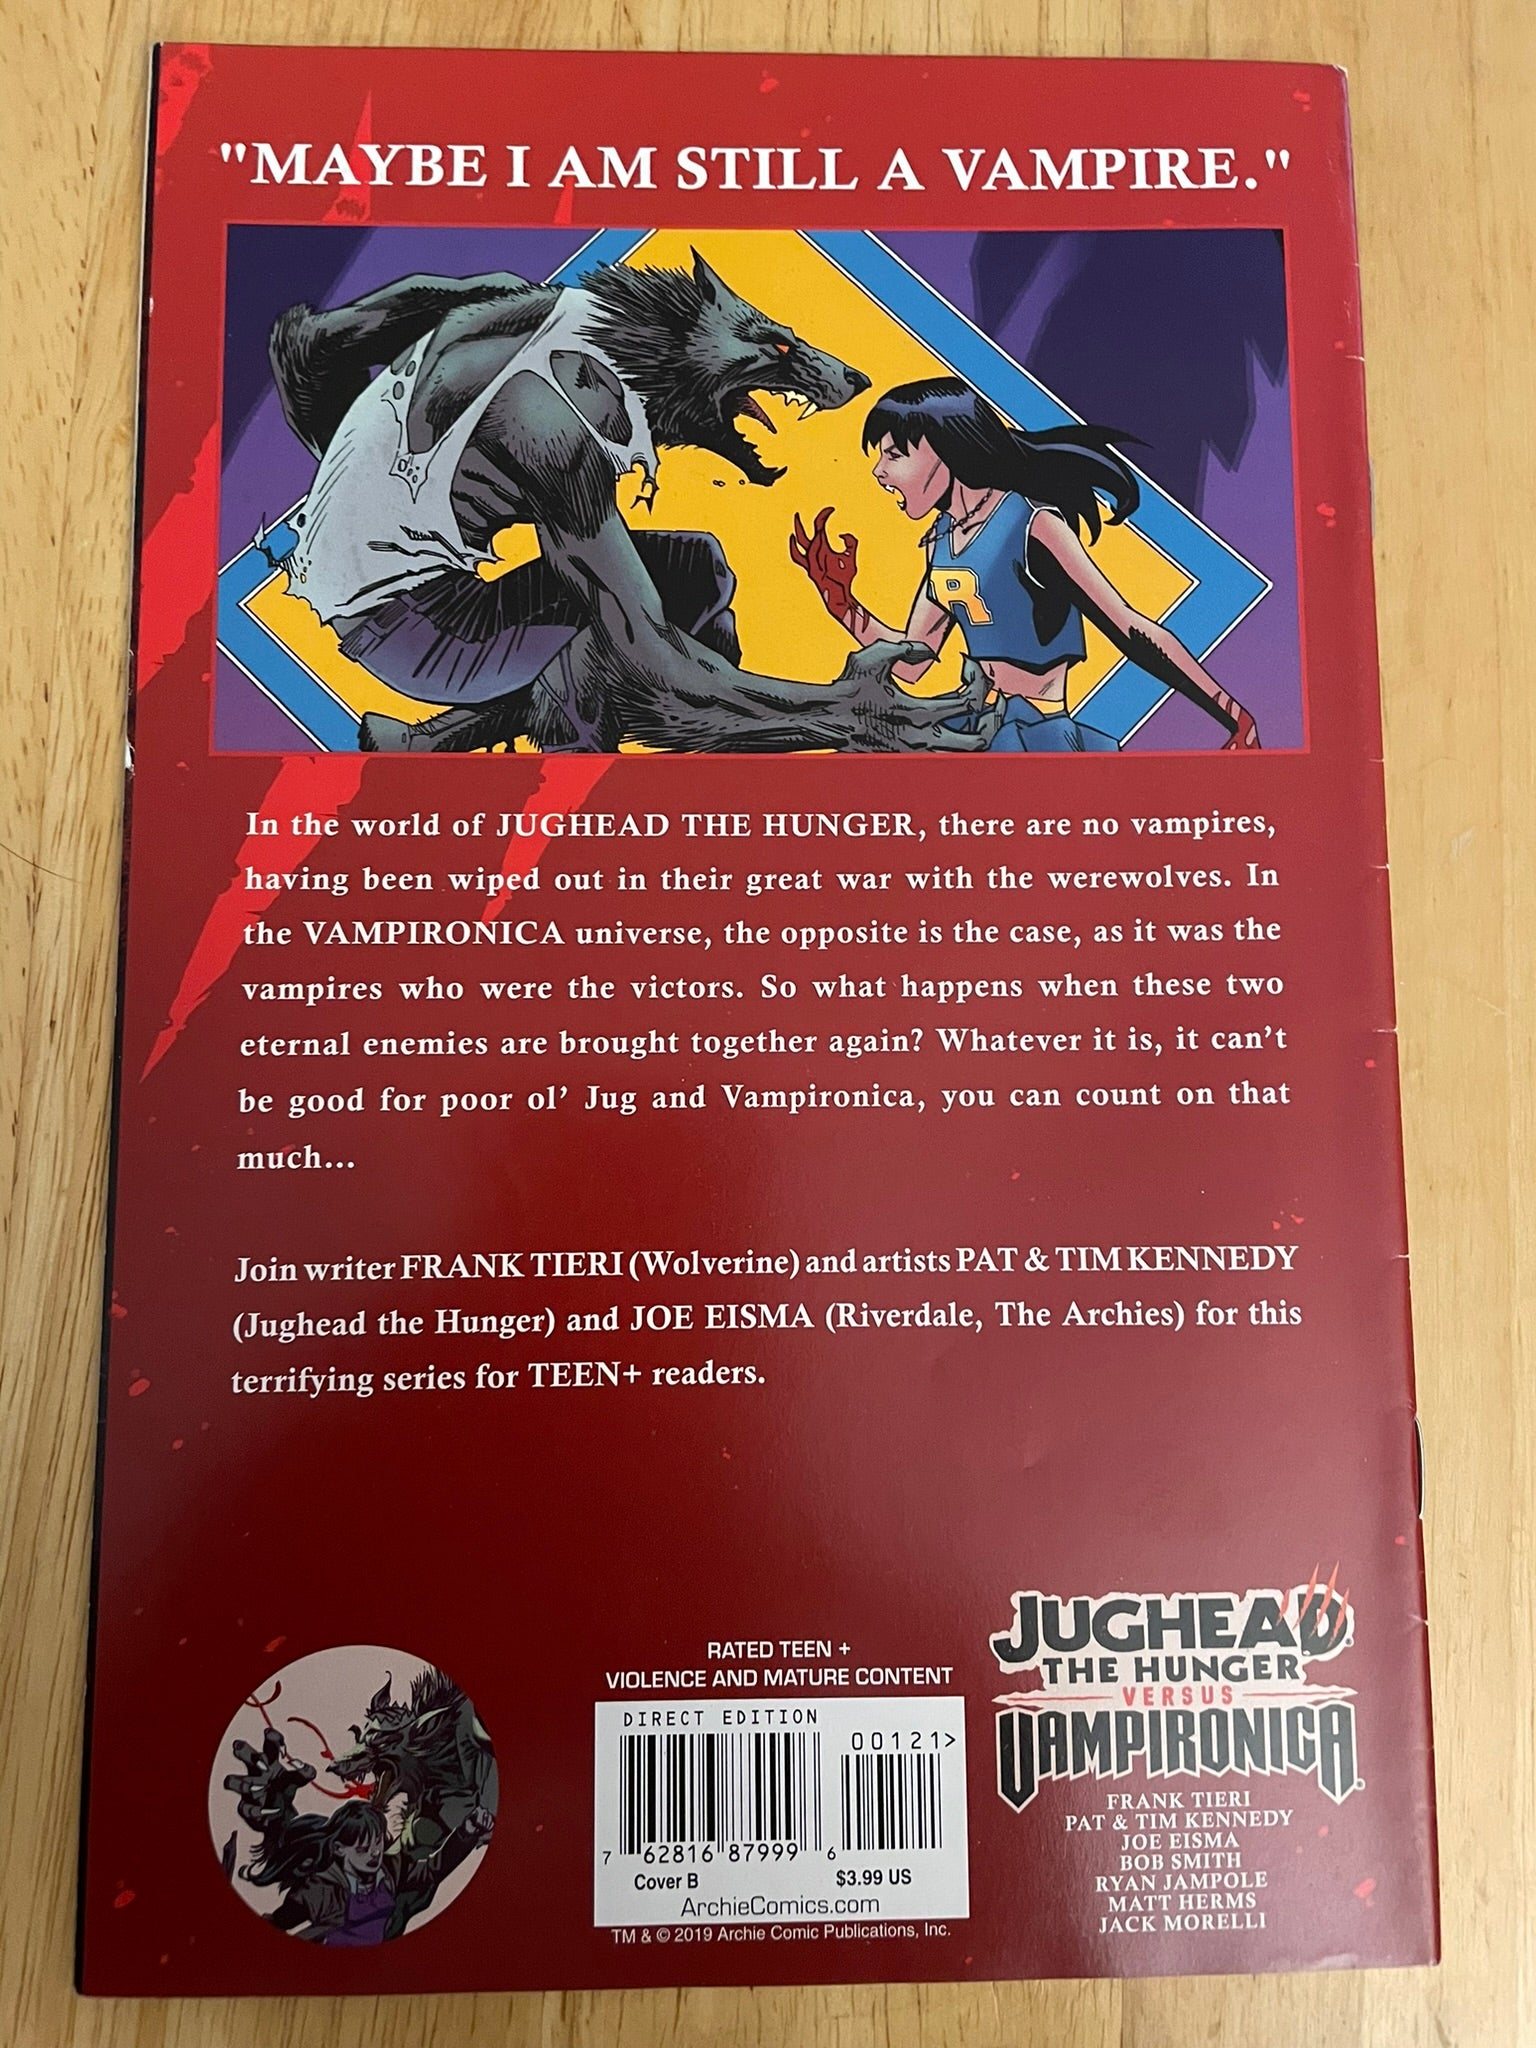 "MAYBE I AM STILL A VAMPIRE."
R
In the world of JUGHEAD THE HUNGER, there are no vampires,
having been wiped out in their great war with the werewolves. In
the VAMPIRONICA universe, the opposite is the case, as it was the
vampires who were the victors. So what happens when these two
eternal enemies are brought together again? Whatever it is, it can't
be good for poor ol' Jug and Vampironica, you can count on that
much...
Join writer FRANK TIERI (Wolverine) and artists PAT & TIM KENNEDY
(Jughead the Hunger) and JOE EISMA (Riverdale, The Archies) for this
terrifying series for TEEN+ readers.
RATED TEEN +
VIOLENCE AND MATURE CONTENT
DIRECT EDITION
00121>
7 62816 87999 6
Cover B $3.99 US
ArchieComics.com
TM & © 2019 Archie Comic Publications, Inc.
JUGHEAD
THE HUNGER
VERSUS
VAMPIRONICA
FRANK TIERI
PAT & TIM KENNEDY
JOE EISMA
BOB SMITH
RYAN JAMPOLE
MATT HERMS
JACK MORELLI